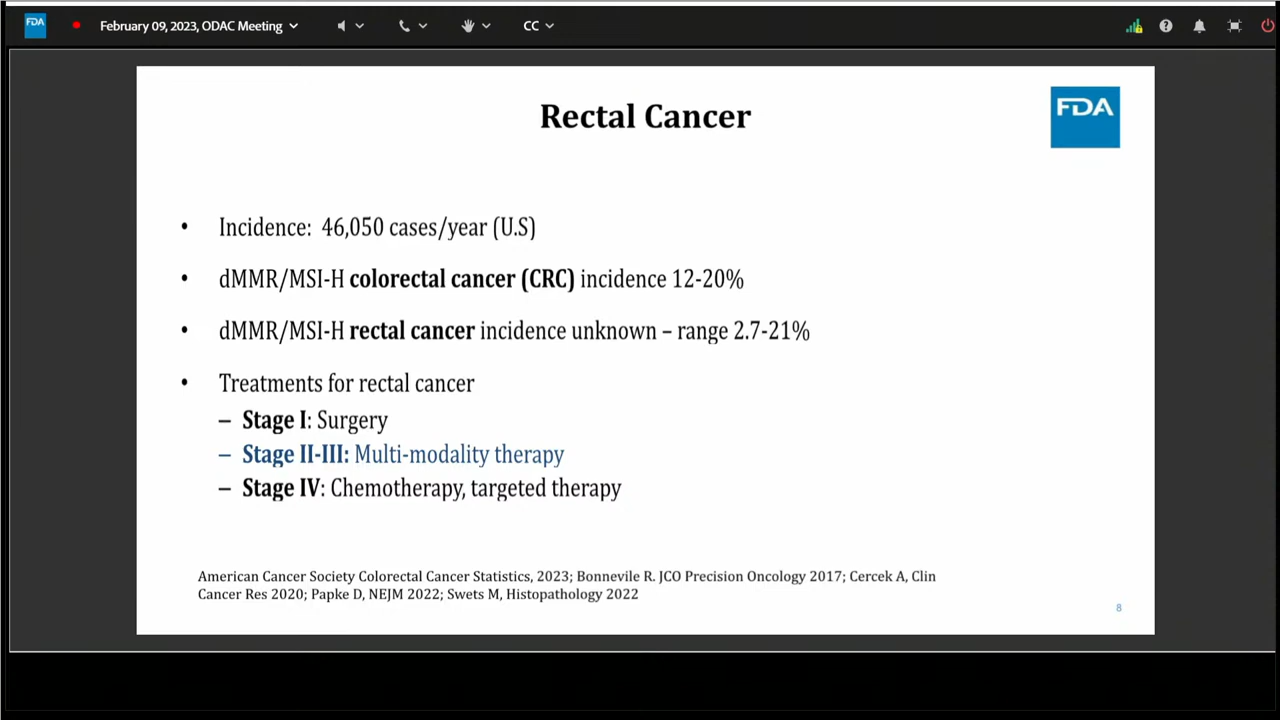 FDA
February 09, 2023, ODAC Meeting
CC
Rectal Cancer
FDA
• Incidence: 46,050 cases/year (U.S)
• dMMR/MSI-H colorectal cancer (CRC) incidence 12-20%
• dMMR/MSI-H rectal cancer incidence unknown – range 2.7-21%
• Treatments for rectal cancer
– Stage I: Surgery
– Stage II-III: Multi-modality therapy
– Stage IV: Chemotherapy, targeted therapy
American Cancer Society Colorectal Cancer Statistics, 2023; Bonnevile R. JCO Precision Oncology 2017; Cercek A, Clin
Cancer Res 2020; Papke D, NEJM 2022; Swets M, Histopathology 2022
8